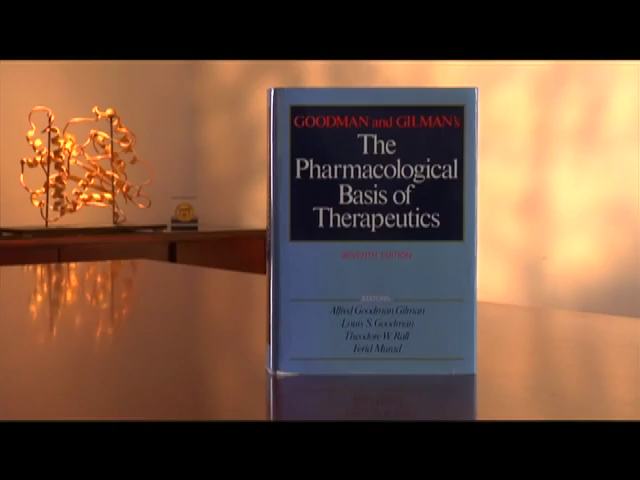 GOODMAN and GILMAN's
The
Pharmacological
Basis of
Therapeutics
SEVENTH EDITION
EDITORS
Alfred Goodman Gilman
Louis S. Goodman
Theodore W. Rall
Ferid Murad